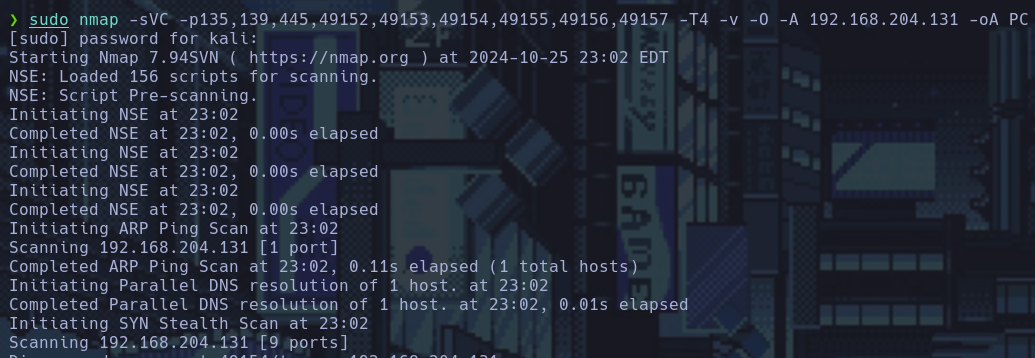 ❯ sudo nmap -sVC -p135,139,445,49152,49153,49154,49155,49156,49157 -T4 -v -O -A 192.168.204.131 -oA PC
[sudo] password for kali:
Starting Nmap 7.94SVN ( https://nmap.org ) at 2024-10-25 23:02 EDT
NSE: Loaded 156 scripts for scanning.
NSE: Script Pre-scanning.
Initiating NSE at 23:02
Completed NSE at 23:02, 0.00s elapsed
Initiating NSE at 23:02
Completed NSE at 23:02, 0.00s elapsed
Initiating NSE at 23:02
Completed NSE at 23:02, 0.00s elapsed
Initiating ARP Ping Scan at 23:02
Scanning 192.168.204.131 [1 port]
Completed ARP Ping Scan at 23:02, 0.11s elapsed (1 total hosts)
Initiating Parallel DNS resolution of 1 host. at 23:02
Completed Parallel DNS resolution of 1 host. at 23:02, 0.01s elapsed
Initiating SYN Stealth Scan at 23:02
Scanning 192.168.204.131 [9 ports]